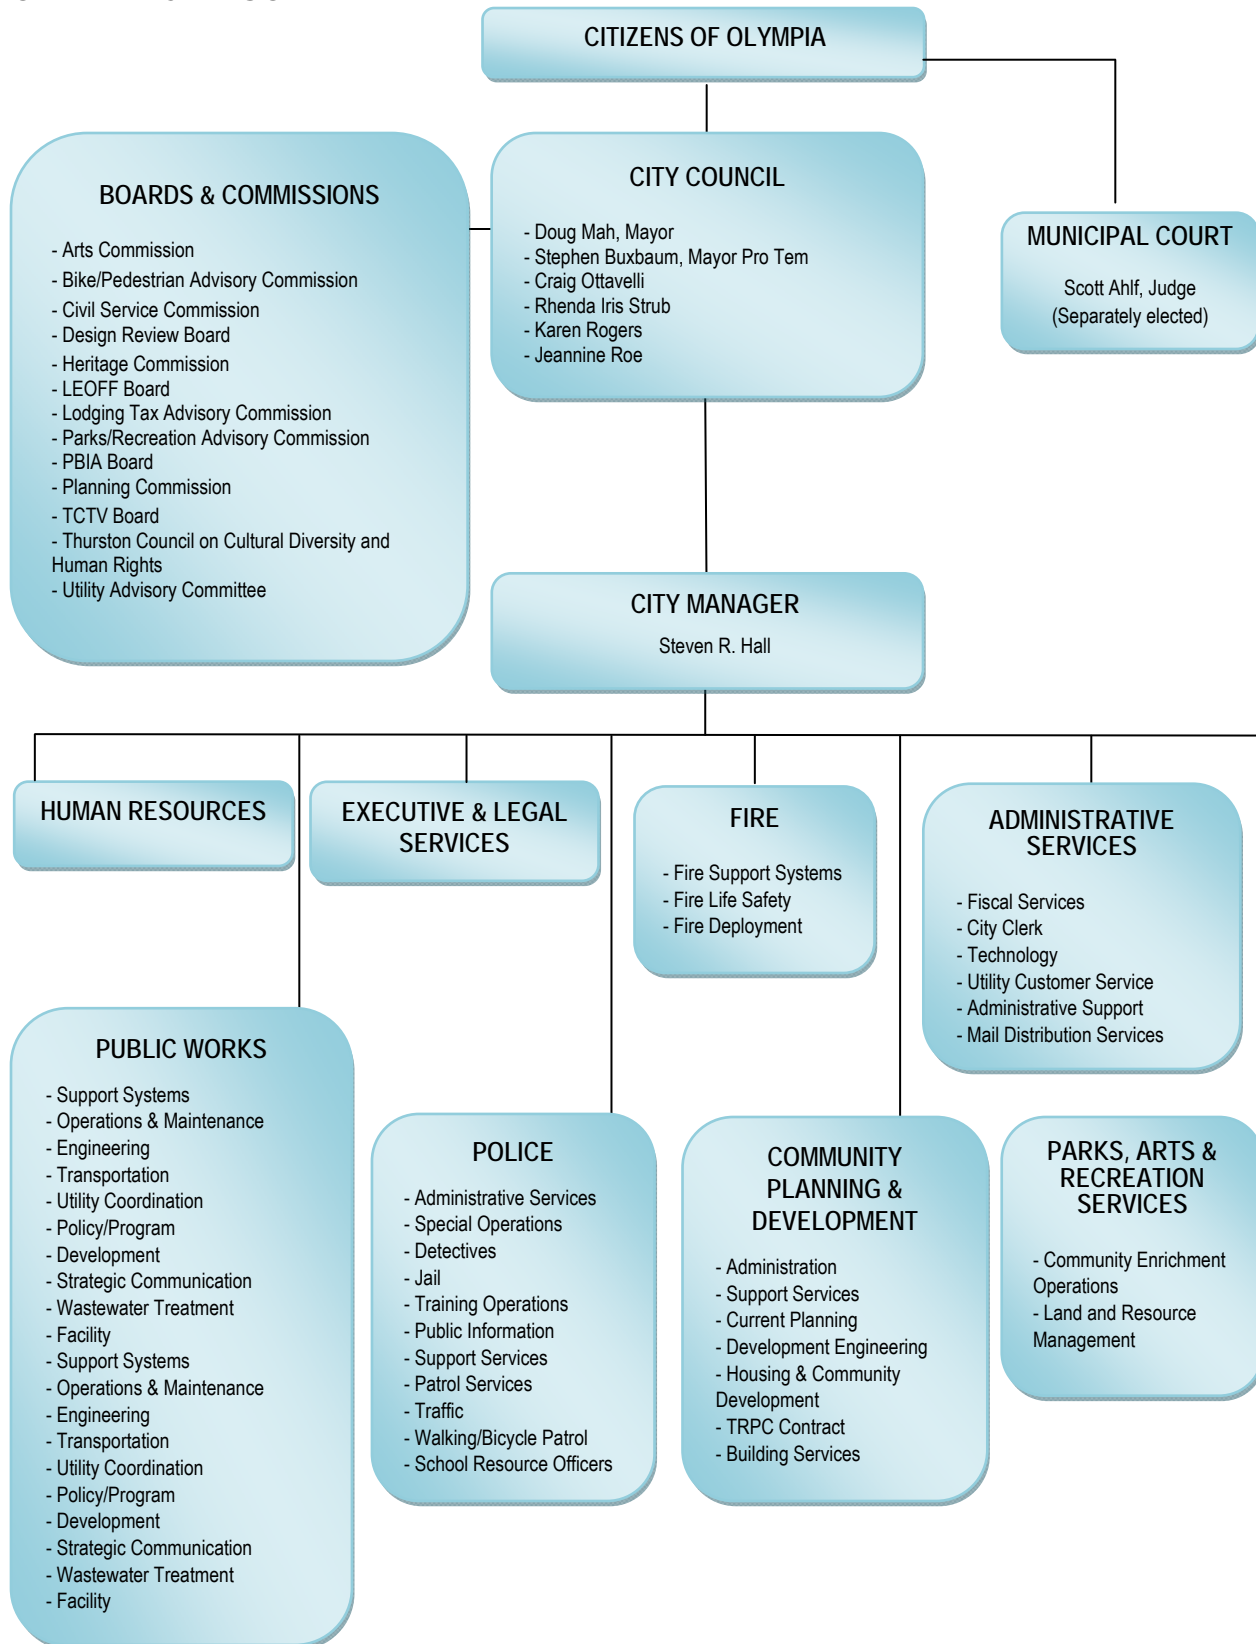 CITIZENS OF OLYMPIA
BOARDS & COMMISSIONS
- Arts Commission
- Bike/Pedestrian Advisory Commission
- Civil Service Commission
- Design Review Board
- Heritage Commission
- LEOFF Board
- Lodging Tax Advisory Commission
- Parks/Recreation Advisory Commission
- PBIA Board
- Planning Commission
- TCTV Board
- Thurston Council on Cultural Diversity and
Human Rights
- Utility Advisory Committee
CITY COUNCIL
- Doug Mah, Mayor
- Stephen Buxbaum, Mayor Pro Tem
- Craig Ottavelli
- Rhenda Iris Strub
- Karen Rogers
- Jeannine Roe
MUNICIPAL COURT
Scott Ahlf, Judge
(Separately elected)
CITY MANAGER
Steven R. Hall
HUMAN RESOURCES
EXECUTIVE & LEGAL
SERVICES
FIRE
- Fire Support Systems
- Fire Life Safety
- Fire Deployment
ADMINISTRATIVE
SERVICES
- Fiscal Services
- City Clerk
- Technology
- Utility Customer Service
- Administrative Support
- Mail Distribution Services
PUBLIC WORKS
- Support Systems
- Operations & Maintenance
- Engineering
- Transportation
- Utility Coordination
- Policy/Program
- Development
- Strategic Communication
- Wastewater Treatment
- Facility
- Support Systems
- Operations & Maintenance
- Engineering
- Transportation
- Utility Coordination
- Policy/Program
- Development
- Strategic Communication
- Wastewater Treatment
- Facility
POLICE
- Administrative Services
- Special Operations
- Detectives
- Jail
- Training Operations
- Public Information
- Support Services
- Patrol Services
- Traffic
- Walking/Bicycle Patrol
- School Resource Officers
COMMUNITY
PLANNING &
DEVELOPMENT
- Administration
- Support Services
- Current Planning
- Development Engineering
- Housing & Community
Development
- TRPC Contract
- Building Services
PARKS, ARTS &
RECREATION
SERVICES
- Community Enrichment
Operations
- Land and Resource
Management